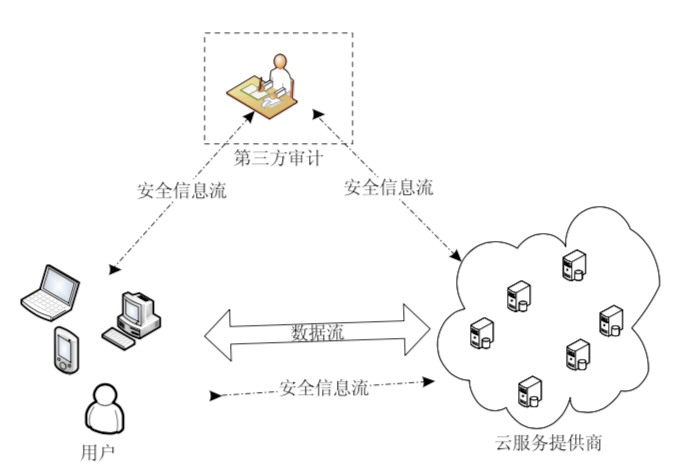 第三方审计
安全信息流
安全信息流
数据流
安全信息流
用户
云服务提供商